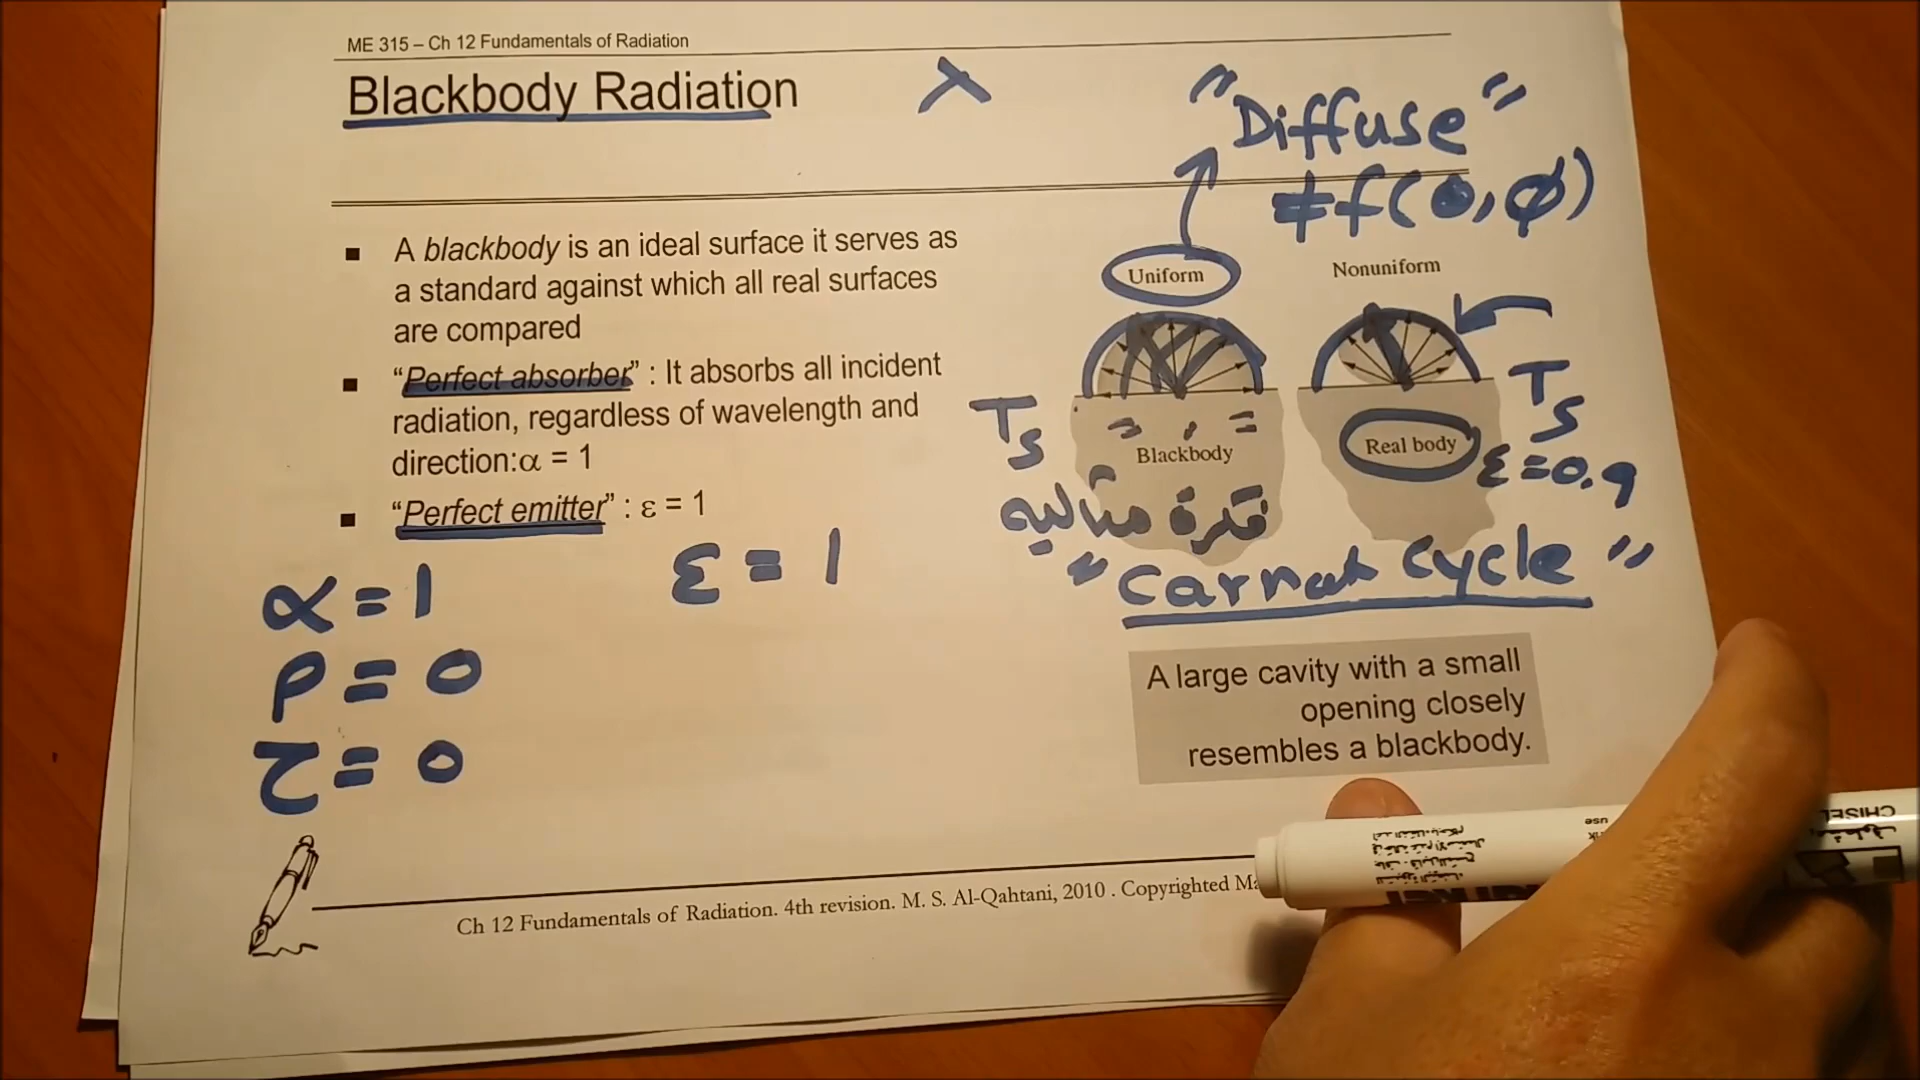 ME 315 – Ch 12 Fundamentals of Radiation
Blackbody Radiation
λ
"Diffuse"
≠ f(θ, φ)
▪ A blackbody is an ideal surface it serves as
a standard against which all real surfaces
are compared
▪ “Perfect absorber” : It absorbs all incident
radiation, regardless of wavelength and
direction:α = 1
▪ “Perfect emitter” : ε = 1
α = 1
ρ = 0
τ = 0
ε = 1
Uniform
Nonuniform
Ts
Blackbody
Ts
Real body
ε = 0.9
قدرة مثالية
"Carnot cycle"
A large cavity with a small
opening closely
resembles a blackbody.
Ch 12 Fundamentals of Radiation. 4th revision. M. S. Al-Qahtani, 2010 . Copyrighted Ma
CHISEL
use